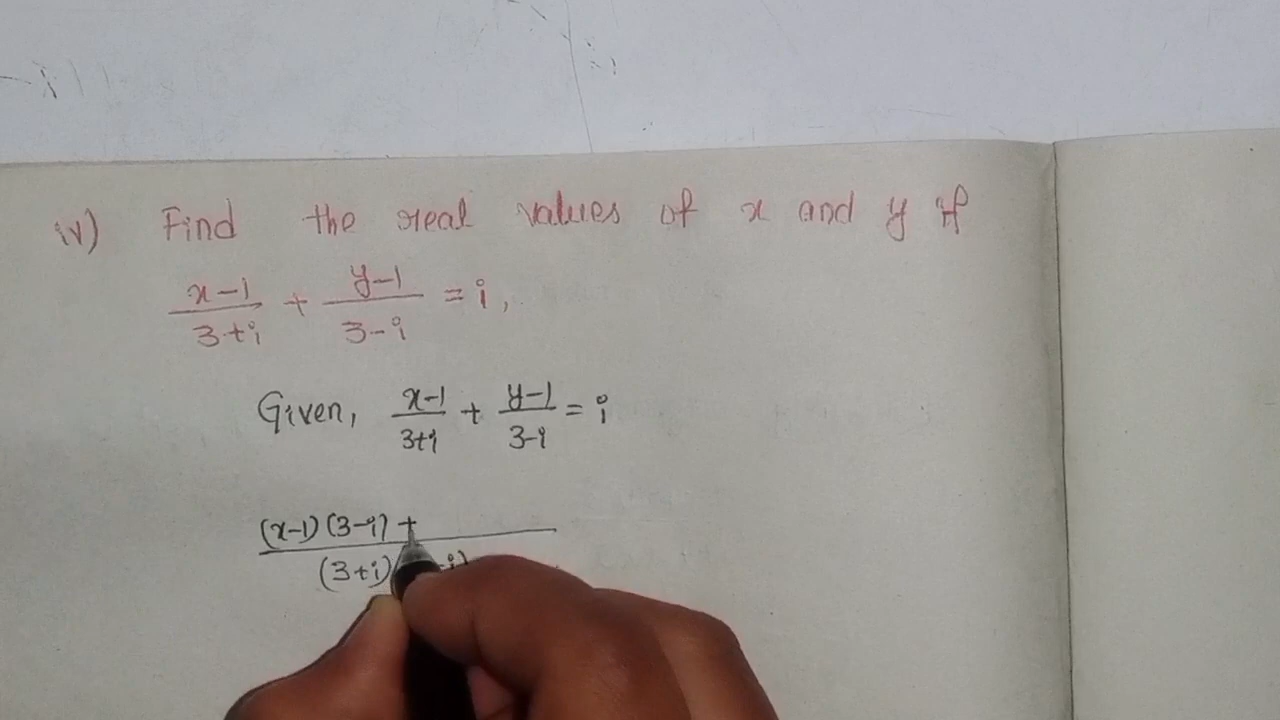 iv) Find the real values of x and y if
x-1/3+i + y-1/3-i = i,
Given, x-1/3+i + y-1/3-i = i
(x-1)(3-i) +
(3+i)( i)